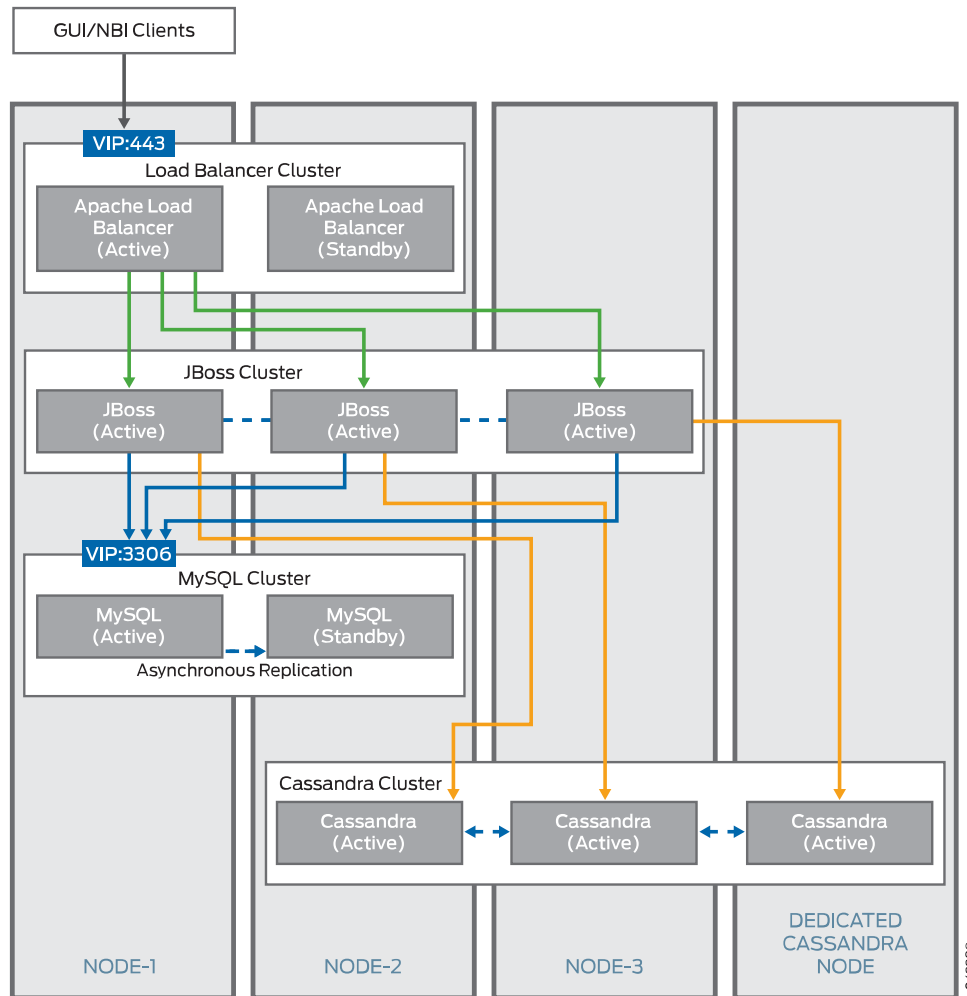 GUI/NBI Clients
VIP:443
Load Balancer Cluster
Apache Load
Balancer
(Active)
Apache Load
Balancer
(Standby)
JBoss Cluster
JBoss
(Active)
JBoss
(Active)
JBoss
(Active)
VIP:3306
MySQL Cluster
MySQL
(Active)
MySQL
(Standby)
Asynchronous Replication
Cassandra Cluster
Cassandra
(Active)
Cassandra
(Active)
Cassandra
(Active)
NODE-1
NODE-2
NODE-3
DEDICATED
CASSANDRA
NODE